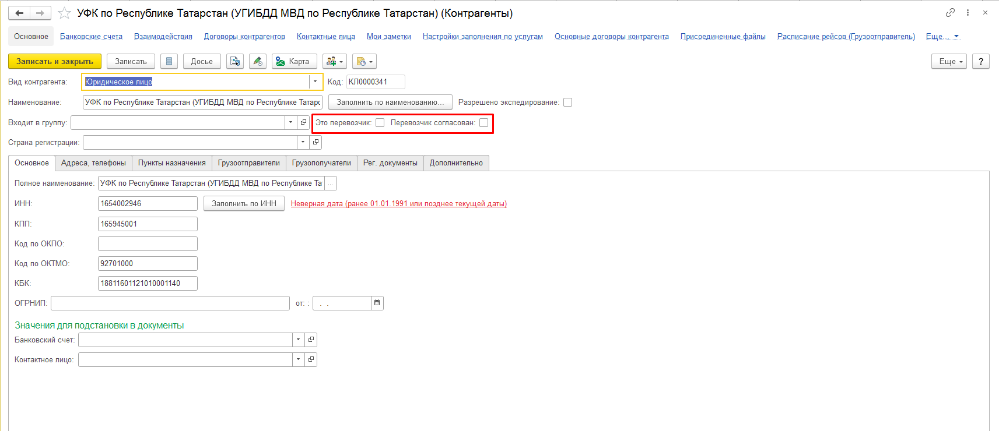 УФК по Республике Татарстан (УГИБДД МВД по Республике Татарстан) (Контрагенты)
Основное Банковские счета Взаимодействия Договоры контрагентов Контактные лица Мои заметки Настройки заполнения по услугам Основные договоры контрагента Присоединенные файлы Расписание рейсов (Грузоотправитель) Еще...
Записать и закрыть Записать Досье Карта Еще ?
Вид контрагента: Юридическое лицо Код: КЛ0000341
Наименование: УФК по Республике Татарстан (УГИБДД МВД по Республике Татарс Заполнить по наименованию... Разрешено экспедирование:
Входит в группу: Это перевозчик: Перевозчик согласован:
Страна регистрации:
Основное Адреса, телефоны Пункты назначения Грузоотправители Грузополучатели Рег. документы Дополнительно
Полное наименование: УФК по Республике Татарстан (УГИБДД МВД по Республике Тат ...
ИНН: 1654002946 Заполнить по ИНН Неверная дата (ранее 01.01.1991 или позднее текущей даты)
КПП: 165945001
Код по ОКПО:
Код по ОКТМО: 92701000
КБК: 18811601121010001140
ОГРНИП: от: : . .
Значения для подстановки в документы
Банковский счет:
Контактное лицо: